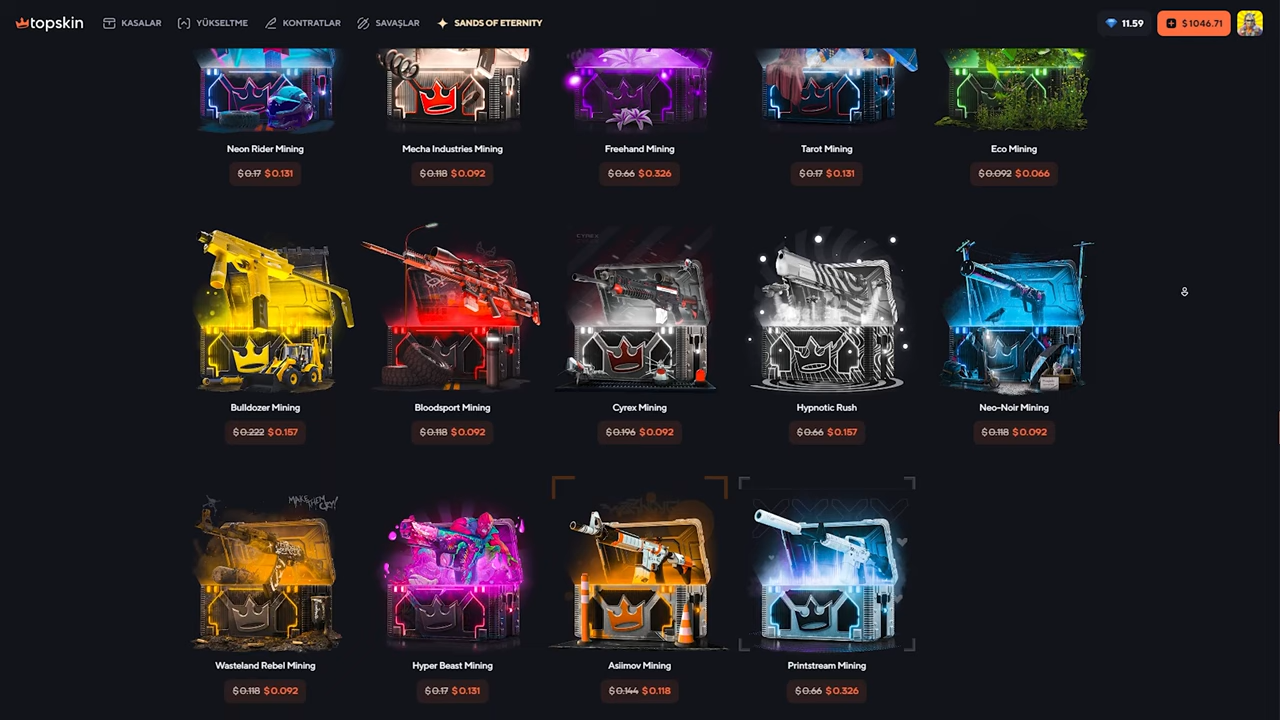 topskin KASALAR YÜKSELTME KONTRATLAR SAVAŞLAR SANDS OF ETERNITY 11.59 $1046.71
Neon Rider Mining Mecha Industries Mining Freehand Mining Tarot Mining Eco Mining
$0.17 $0.131 $0.118 $0.092 $0.66 $0.326 $0.17 $0.131 $0.092 $0.066
CYREX
Bulldozer Mining Bloodsport Mining Cyrex Mining Hypnotic Rush Neo-Noir Mining
$0.222 $0.157 $0.118 $0.092 $0.196 $0.092 $0.66 $0.157 $0.118 $0.092
MAKE THEM CRY
Wasteland Rebel Mining Hyper Beast Mining Asiimov Mining Printstream Mining
$0.118 $0.092 $0.17 $0.131 $0.144 $0.118 $0.66 $0.326